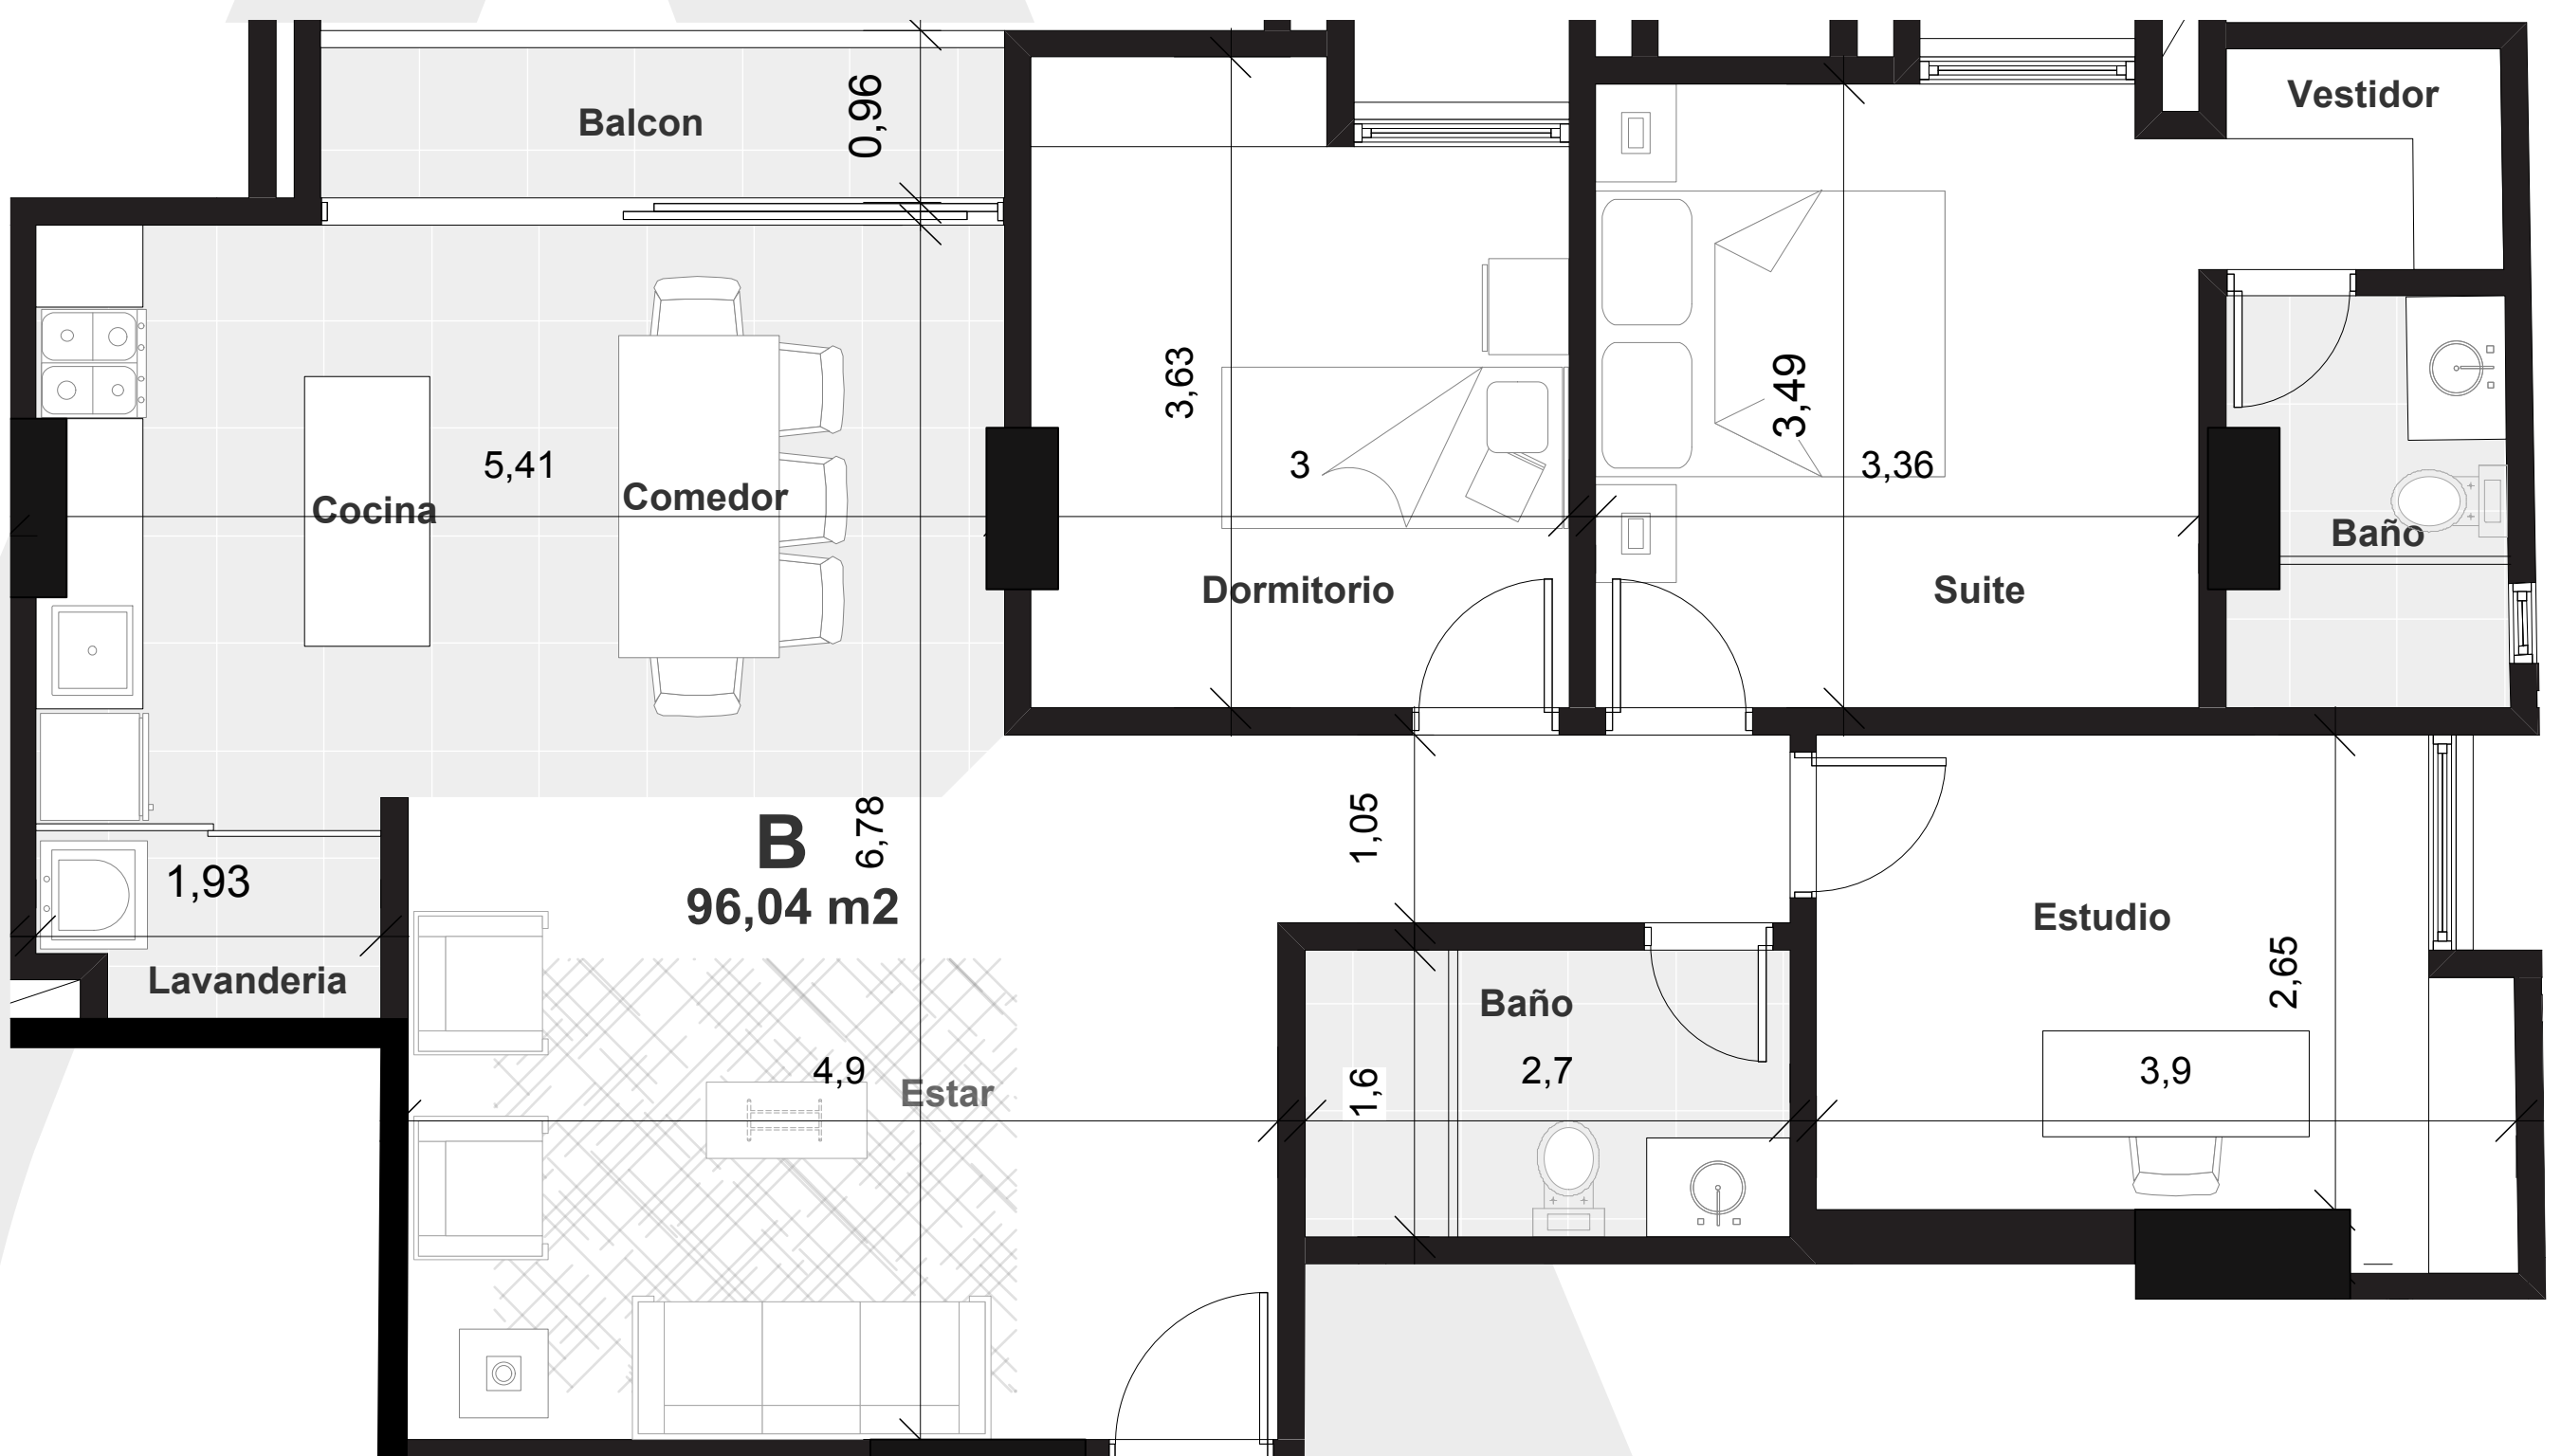 Vestidor
Balcon
0,96
3,63
3,49
5,41
3
3,36
Cocina
Comedor
Baño
Dormitorio
Suite
B
6,78
1,05
96,04 m2
1,93
Estudio
2,65
Lavanderia
Baño
4,9
Estar
1,6
2,7
3,9